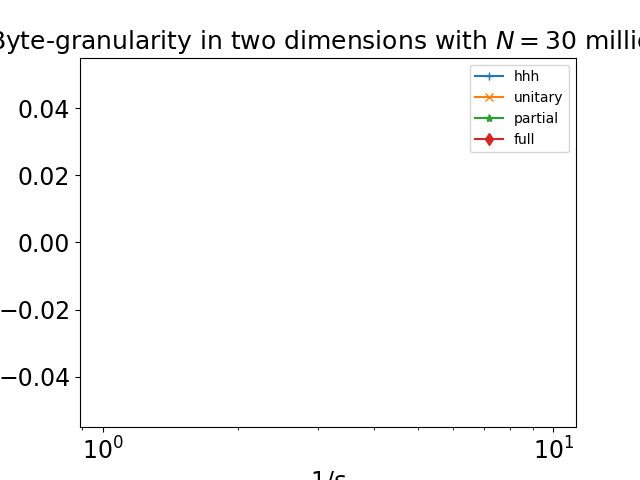 Byte-granularity in two dimensions with N = 30 millio
hhh
unitary
partial
full
0.04
0.02
0.00
−0.02
−0.04
10^0
10^1
1/s